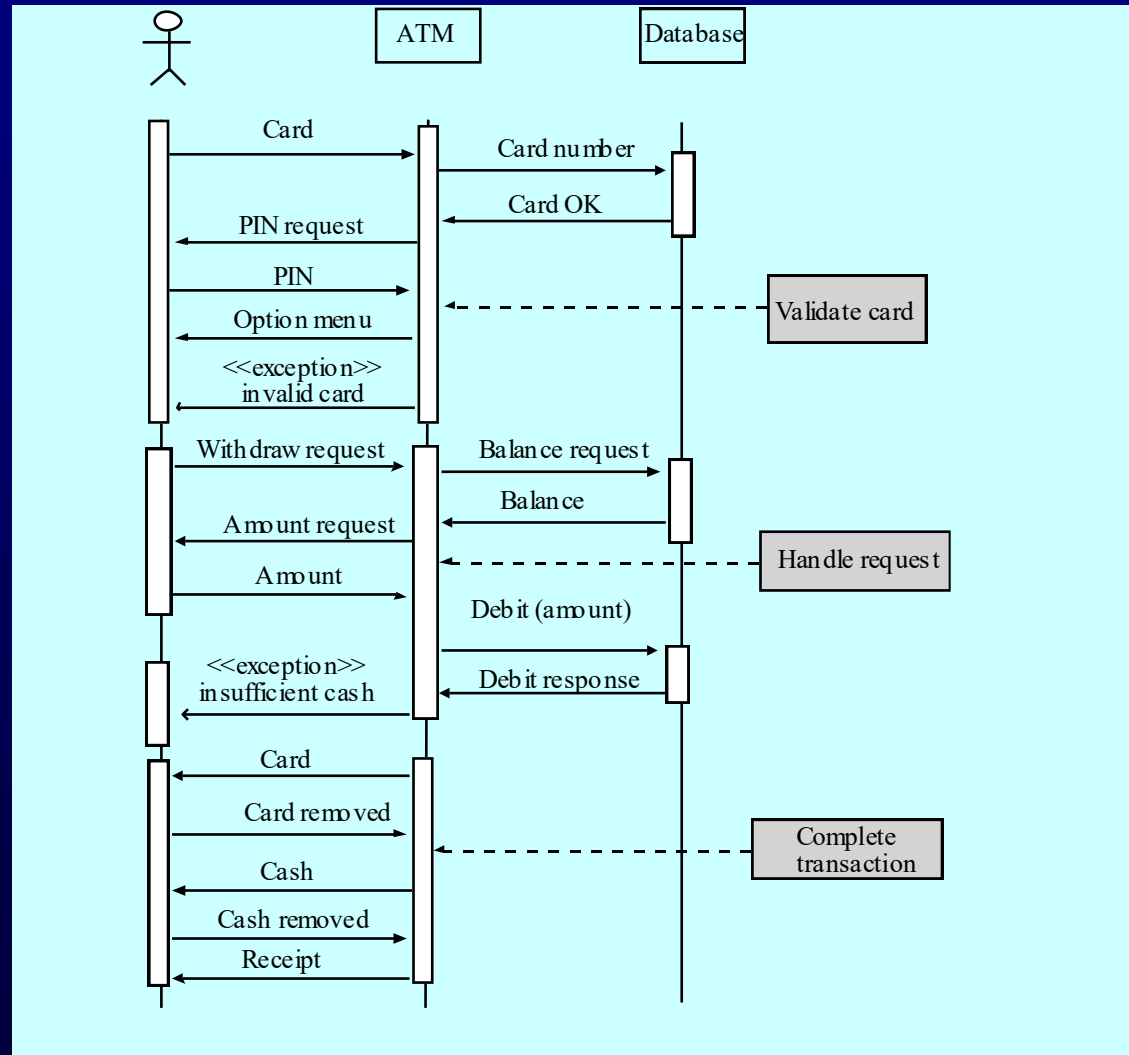 ATM
Database
Card
Card number
Card OK
PIN request
PIN
Validate card
Option menu
<<exception>>
invalid card
Withdraw request
Balance request
Balance
Amount request
Handle request
Amount
Debit (amount)
<<exception>>
insufficient cash
Debit response
Card
Card removed
Complete
transaction
Cash
Cash removed
Receipt